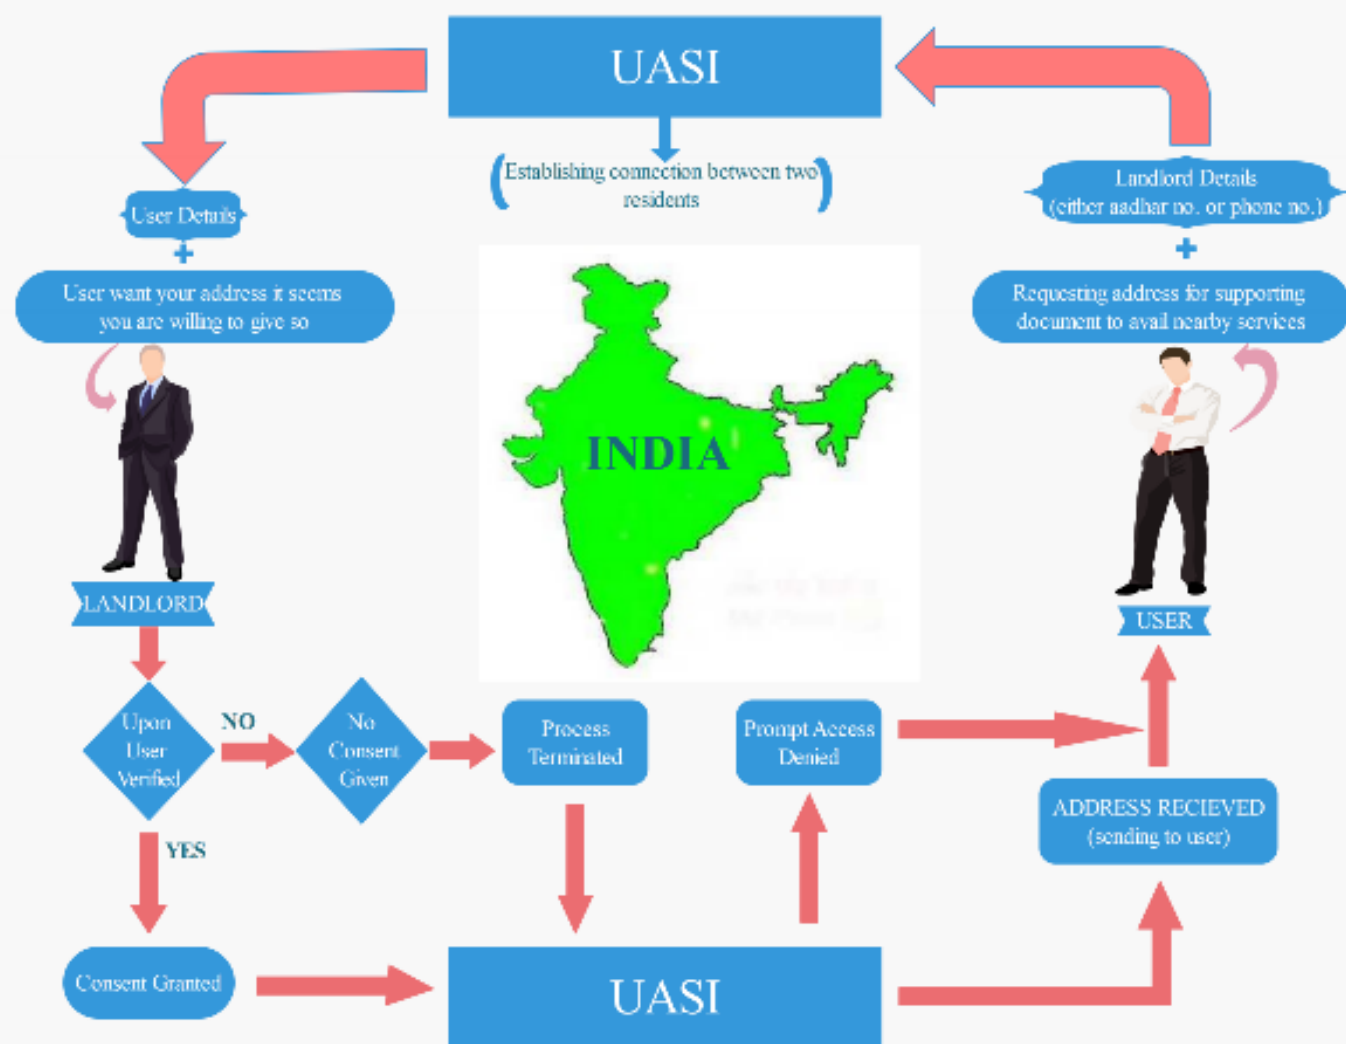 UASI
(Establishing connection between two
residents)
User Details
+
User want your address it seems
you are willing to give so
Landlord Details
(either aadhar no. or phone no.)
+
Requesting address for supporting
document to avail nearby services
INDIA
LANDLORD
USER
Upon
User
Verified
NO
No
Consent
Given
Process
Terminated
Prompt Access
Denied
YES
ADDRESS RECIEVED
(sending to user)
Consent Granted
UASI